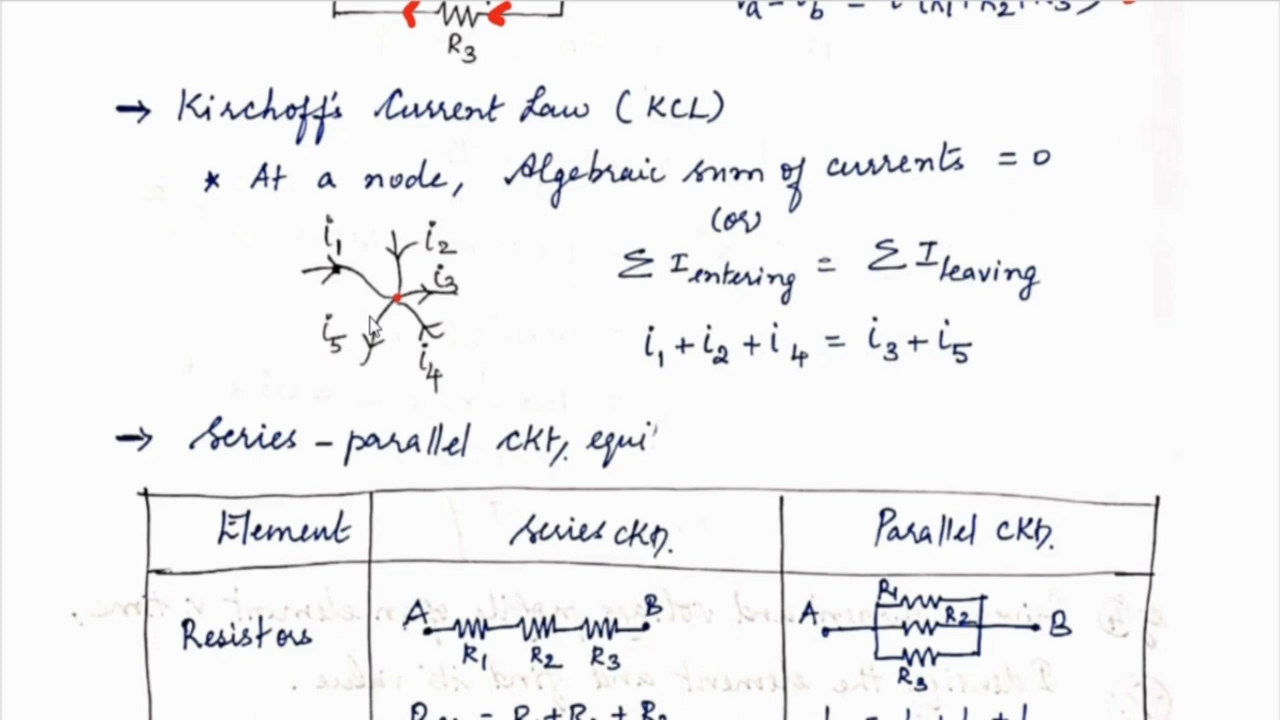 R3
→ Kirchoff's Current Law (KCL)
* At a node, Algebraic sum of currents = 0
(or)
Σ I entering = Σ I leaving
i1 i2 i3 i5 i4
i1 + i2 + i4 = i3 + i5
→ Series - parallel ckt, equi
Element Series ckt. Parallel ckt.
Resistors A R1 R2 R3 B A R1 R2 R3 B